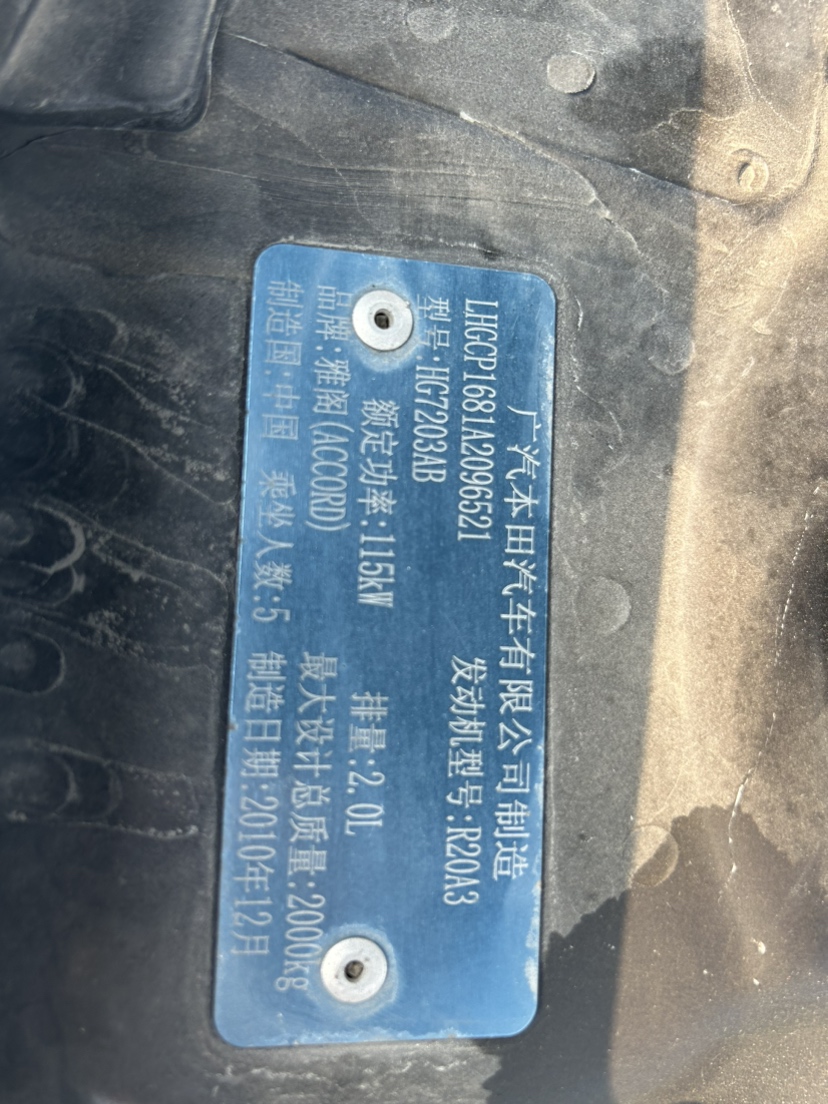 广汽本田汽车有限公司制造
LHGCP1681A2096521
型号:HG7203AB 发动机型号:R20A3
额定功率:115kW 排量:2.0L
品牌:雅阁(ACCORD) 最大设计总质量:2000kg
制造国:中国 乘坐人数:5 制造日期:2010年12月